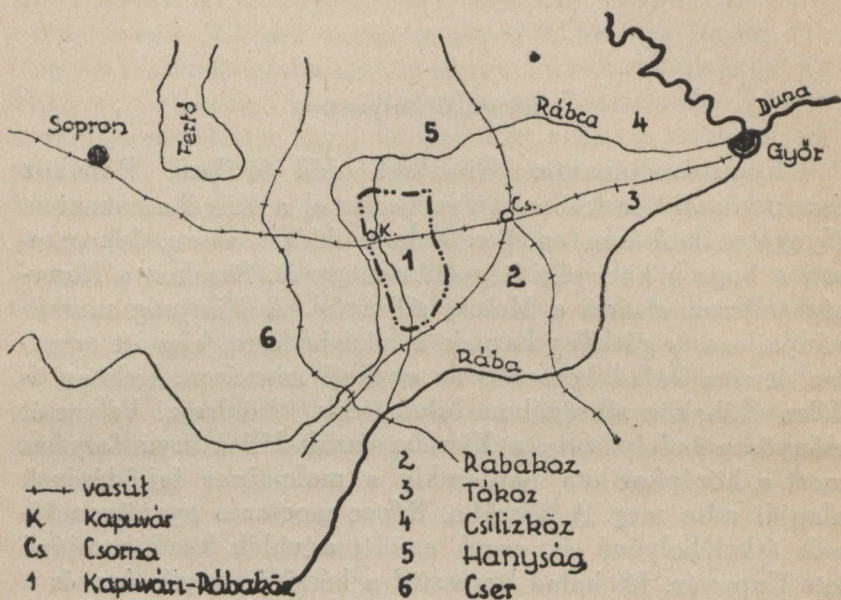 Sopron
Fertő
5
Rábca
4
Duna
Győr
3
Cs.
K.
1
2
6
Rába
vasút
K Kapuvár
Cs Csorna
1 Kapuvári-Rábaköz
2 Rábaköz
3 Tóköz
4 Csilizköz
5 Hanyság
6 Cser